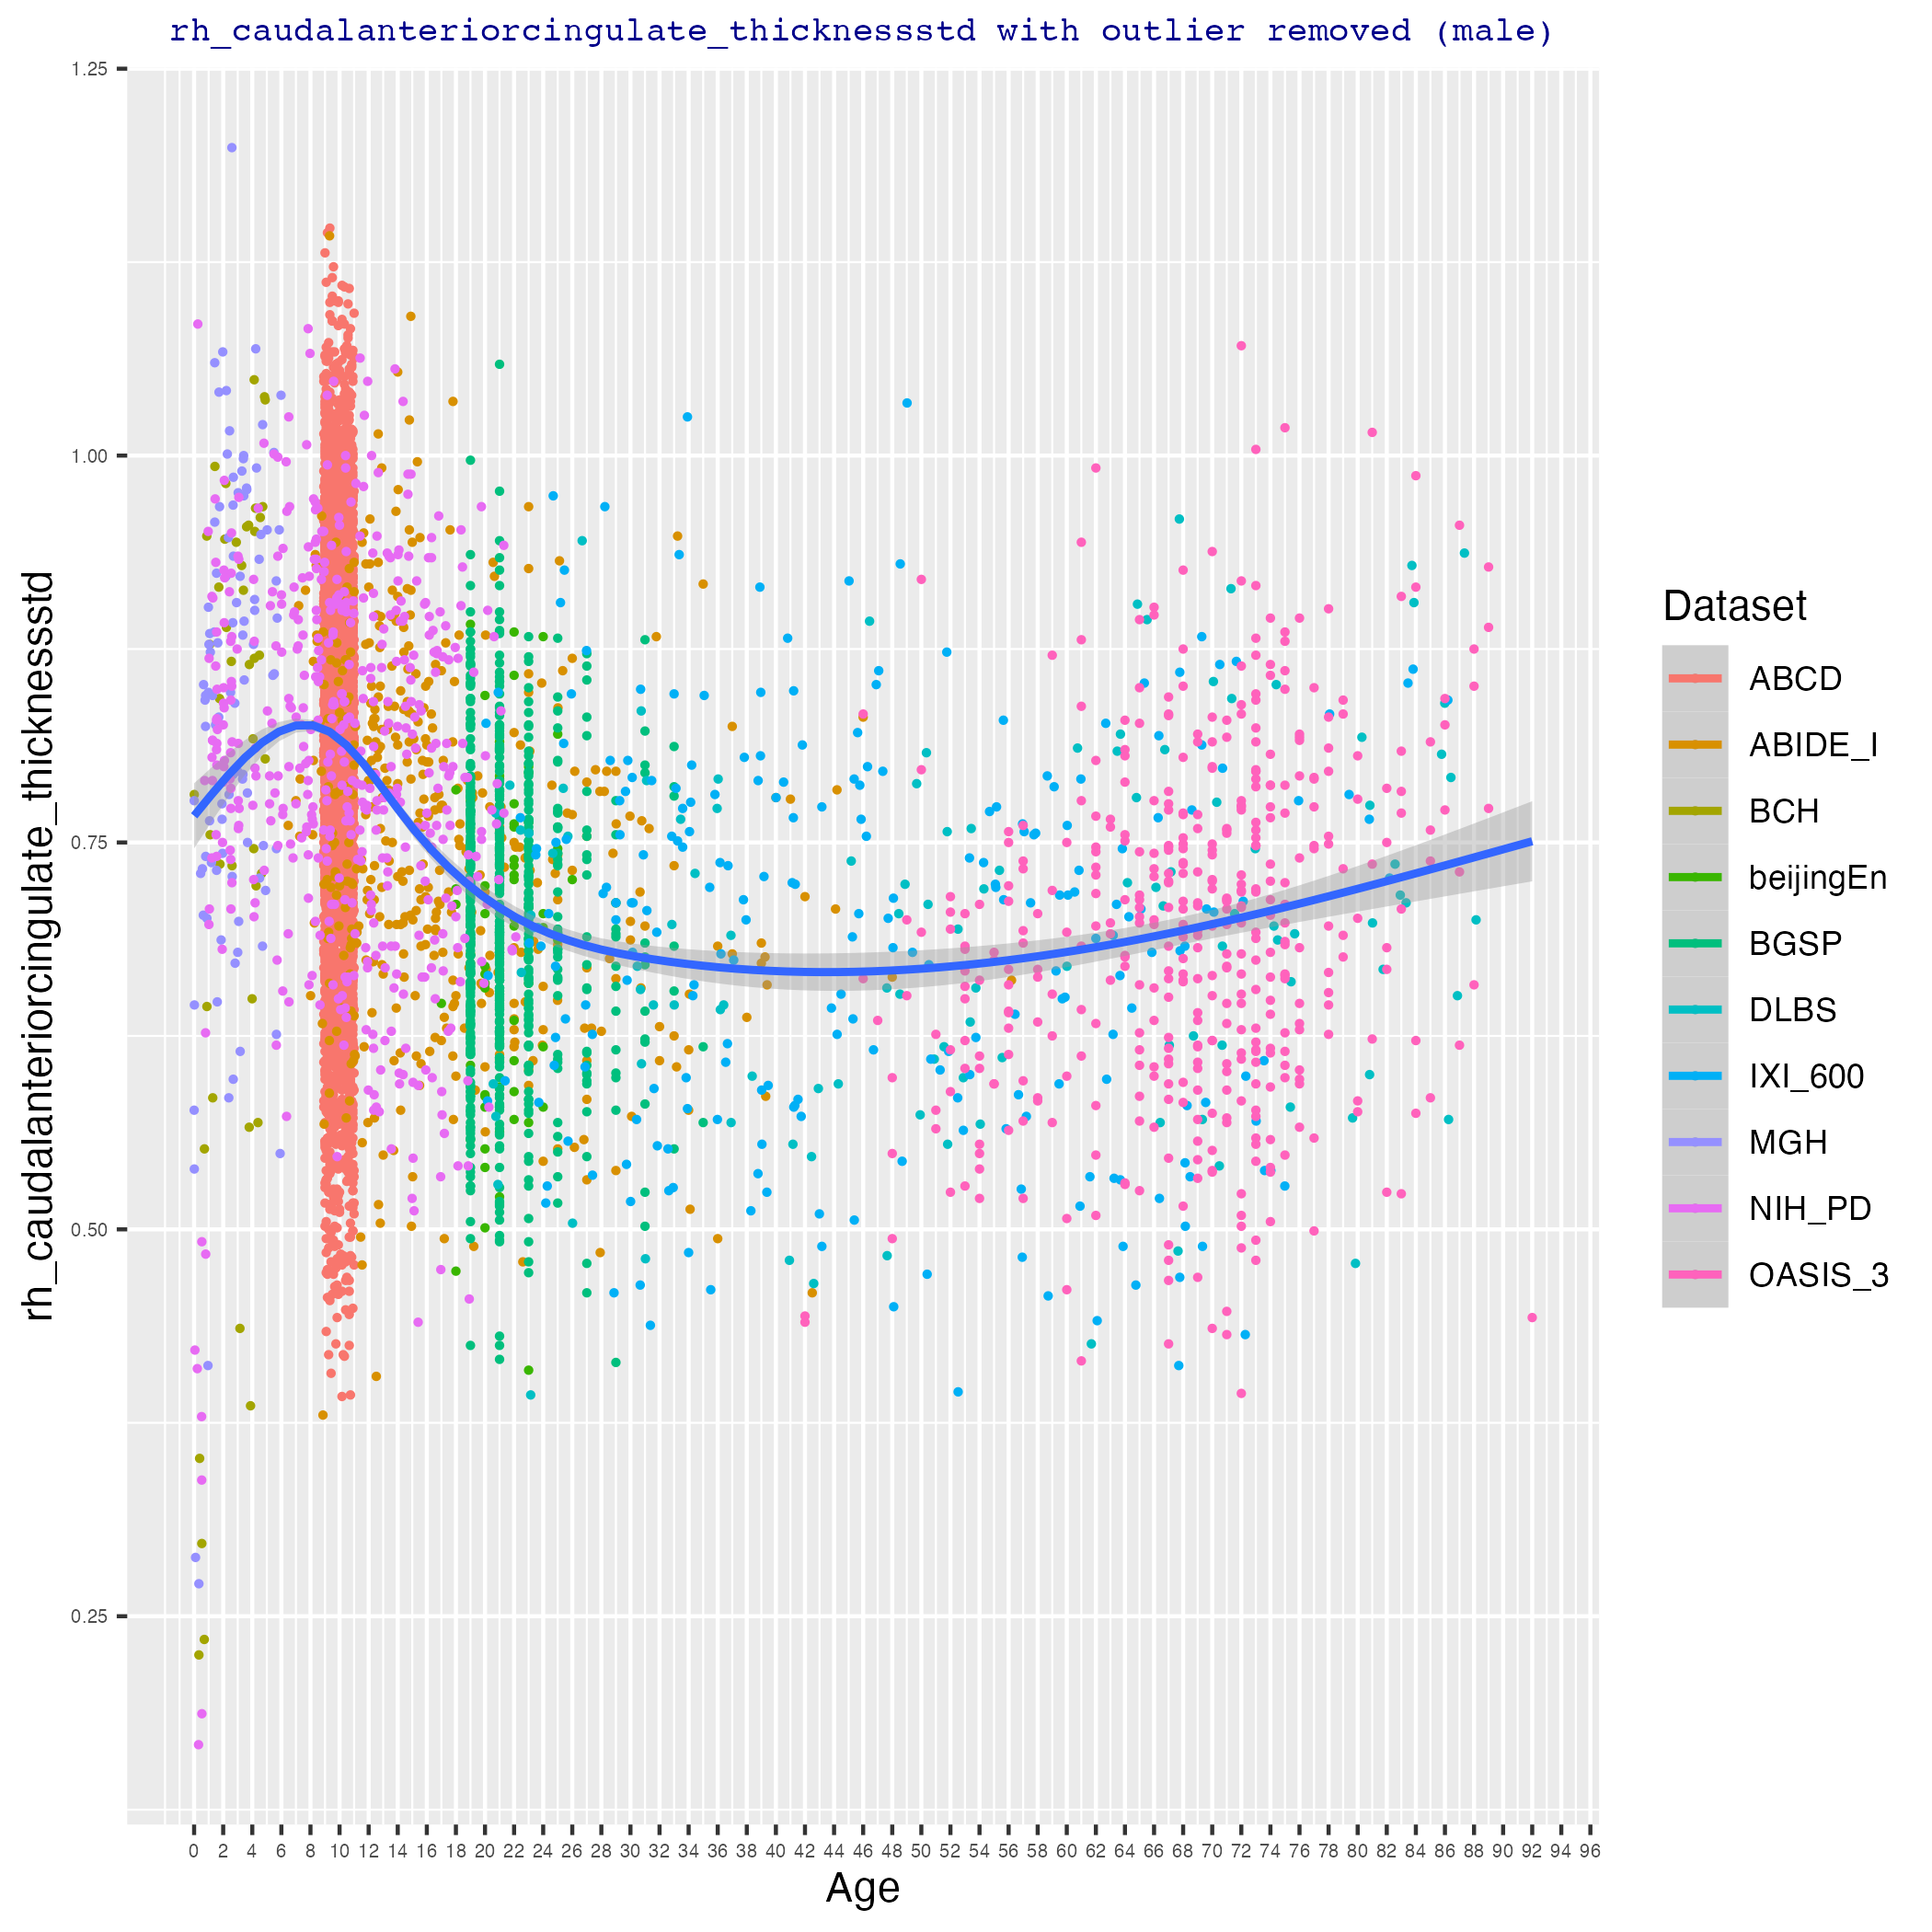 rh_caudalanteriorcingulate_thicknessstd with outlier removed (male)
rh_caudalanteriorcingulate_thicknessstd
1.25
1.00
0.75
0.50
0.25
0 2 4 6 8 10 12 14 16 18 20 22 24 26 28 30 32 34 36 38 40 42 44 46 48 50 52 54 56 58 60 62 64 66 68 70 72 74 76 78 80 82 84 86 88 90 92 94 96
Age
Dataset
ABCD
ABIDE_I
BCH
beijingEn
BGSP
DLBS
IXI_600
MGH
NIH_PD
OASIS_3